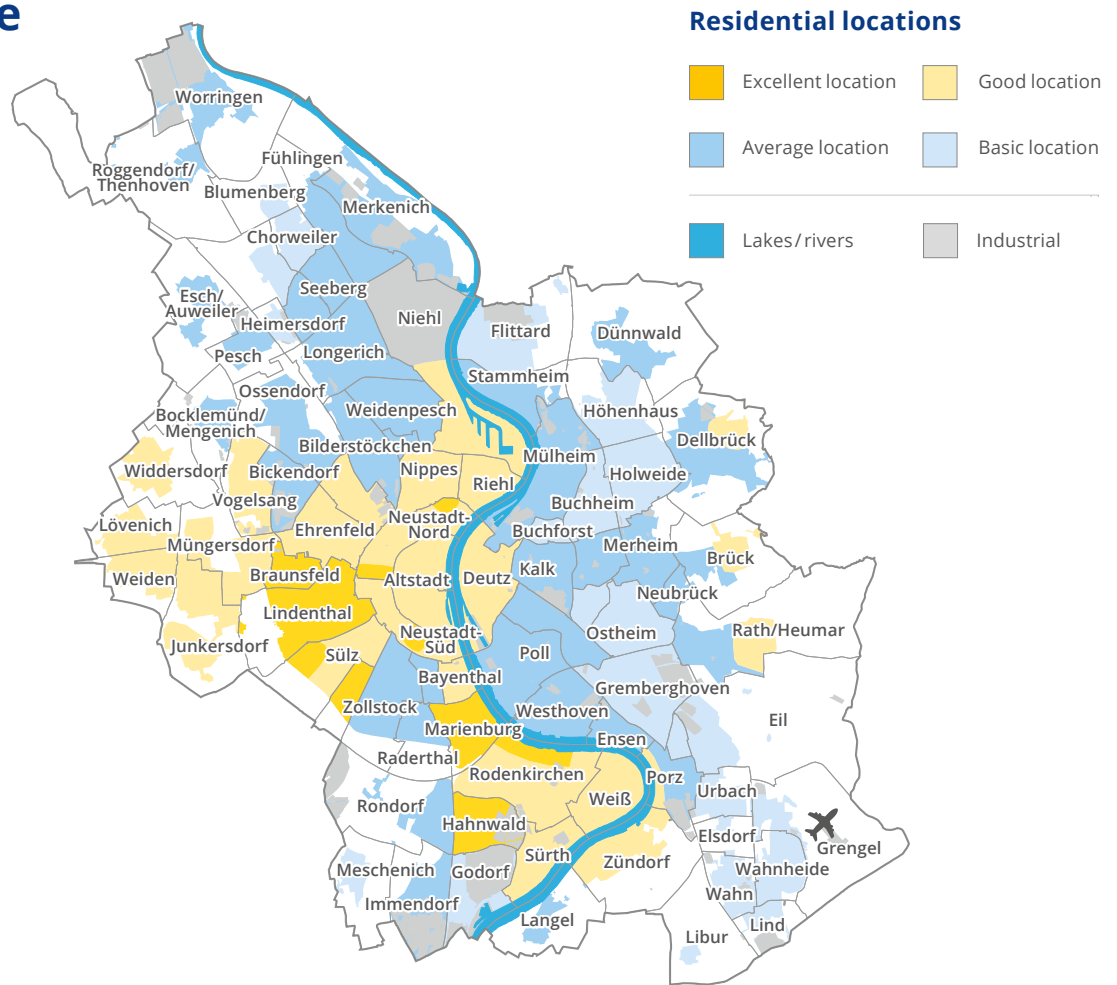 e
Residential locations
Excellent location
Good location
Average location
Basic location
Lakes/rivers
Industrial
Worringen
Roggendorf/
Thenhoven
Fühlingen
Blumenberg
Merkenich
Chorweiler
Seeberg
Esch/
Auweiler
Heimersdorf
Niehl
Flittard
Dünnwald
Pesch
Longerich
Stammheim
Ossendorf
Weidenpesch
Höhenhaus
Bocklemünd/
Mengenich
Bilderstöckchen
Dellbrück
Mülheim
Widdersdorf
Bickendorf
Nippes
Holweide
Riehl
Vogelsang
Buchheim
Lövenich
Ehrenfeld
Neustadt-
Nord
Buchforst
Müngersdorf
Merheim
Brück
Weiden
Braunsfeld
Altstadt
Deutz
Kalk
Neubrück
Lindenthal
Junkersdorf
Neustadt-
Süd
Ostheim
Rath/Heumar
Sülz
Poll
Bayenthal
Gremberghoven
Zollstock
Westhoven
Eil
Marienburg
Ensen
Raderthal
Rodenkirchen
Porz
Urbach
Rondorf
Weiß
Hahnwald
Elsdorf
Grengel
Sürth
Zündorf
Meschenich
Godorf
Wahnheide
Wahn
Immendorf
Langel
Lind
Libur